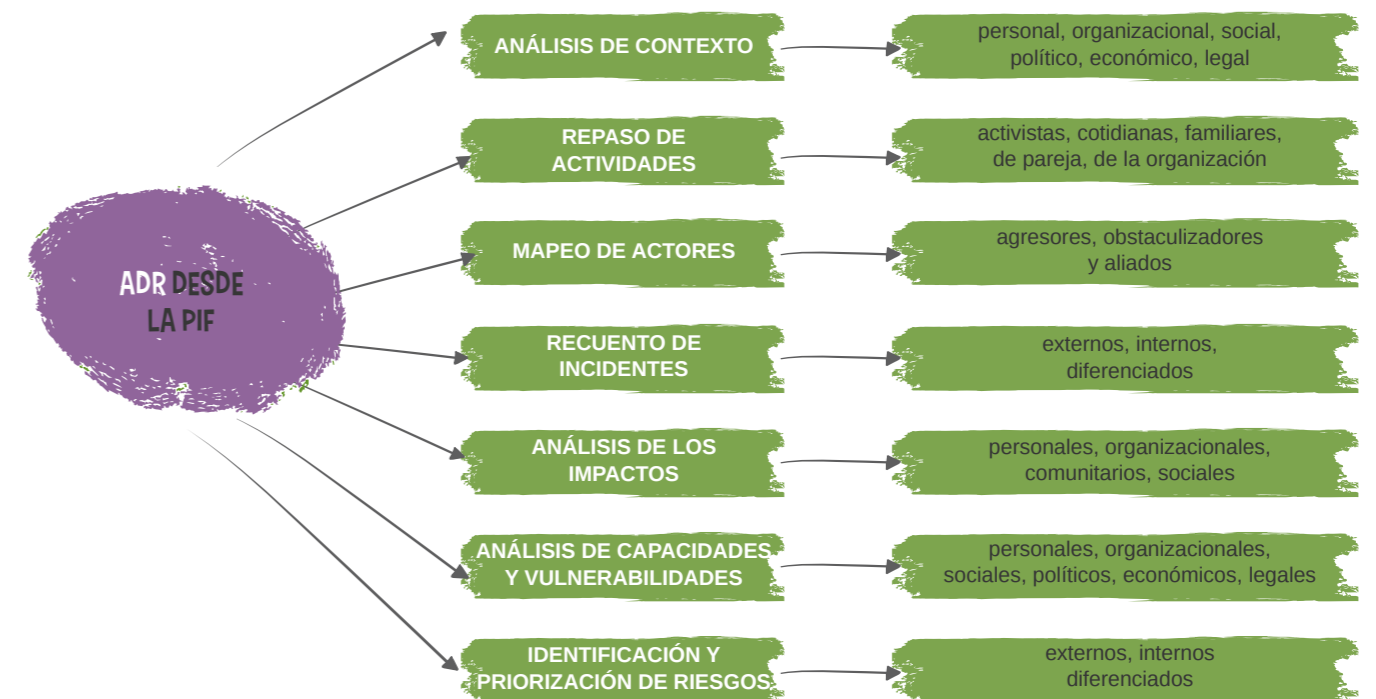 ANÁLISIS DE CONTEXTO
personal, organizacional, social,
político, económico, legal
REPASO DE
ACTIVIDADES
activistas, cotidianas, familiares,
de pareja, de la organización
MAPEO DE ACTORES
agresores, obstaculizadores
y aliados
ADR DESDE
LA PIF
RECUENTO DE
INCIDENTES
externos, internos,
diferenciados
ANÁLISIS DE LOS
IMPACTOS
personales, organizacionales,
comunitarios, sociales
ANÁLISIS DE CAPACIDADES
Y VULNERABILIDADES
personales, organizacionales,
sociales, políticos, económicos, legales
IDENTIFICACIÓN Y
PRIORIZACIÓN DE RIESGOS
externos, internos
diferenciados